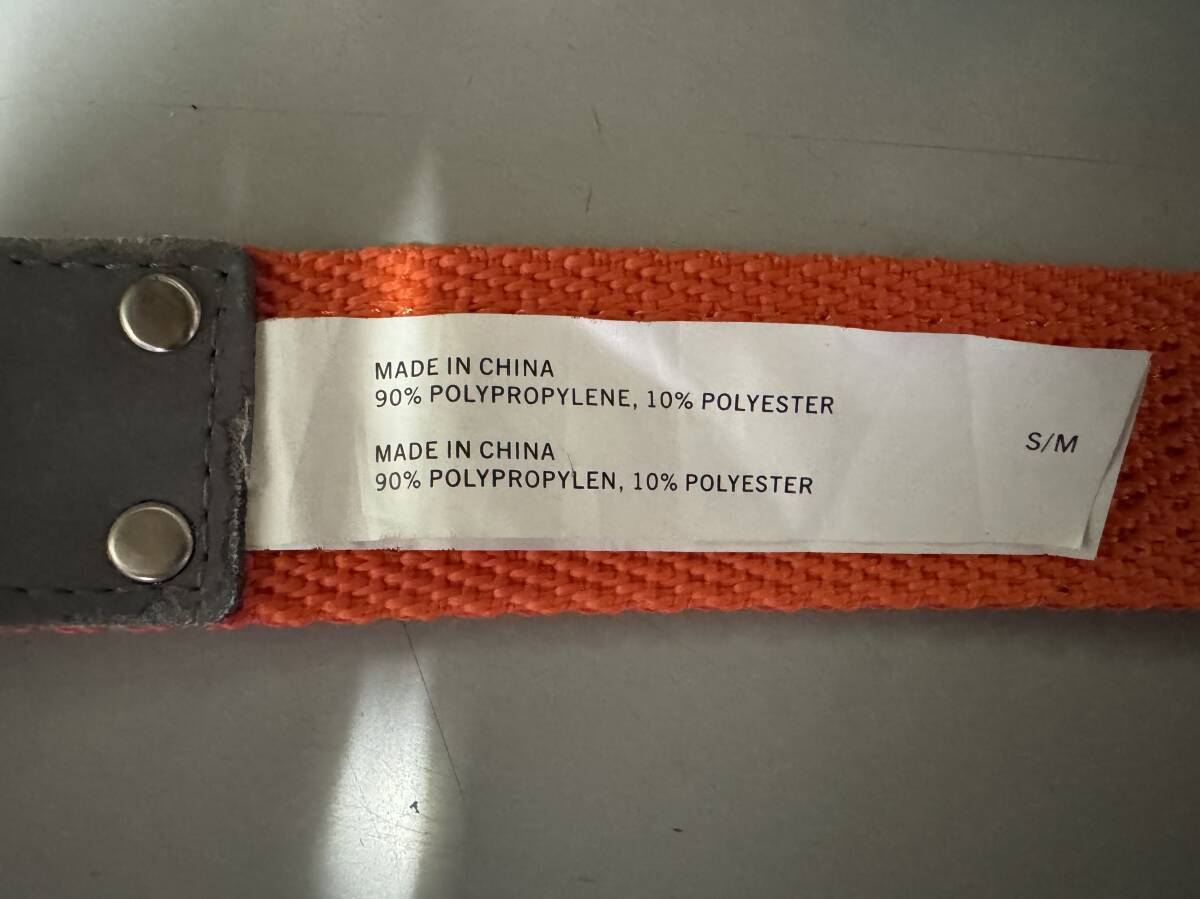 MADE IN CHINA
90% POLYPROPYLENE, 10% POLYESTER
MADE IN CHINA
90% POLYPROPYLEN, 10% POLYESTER
S/M